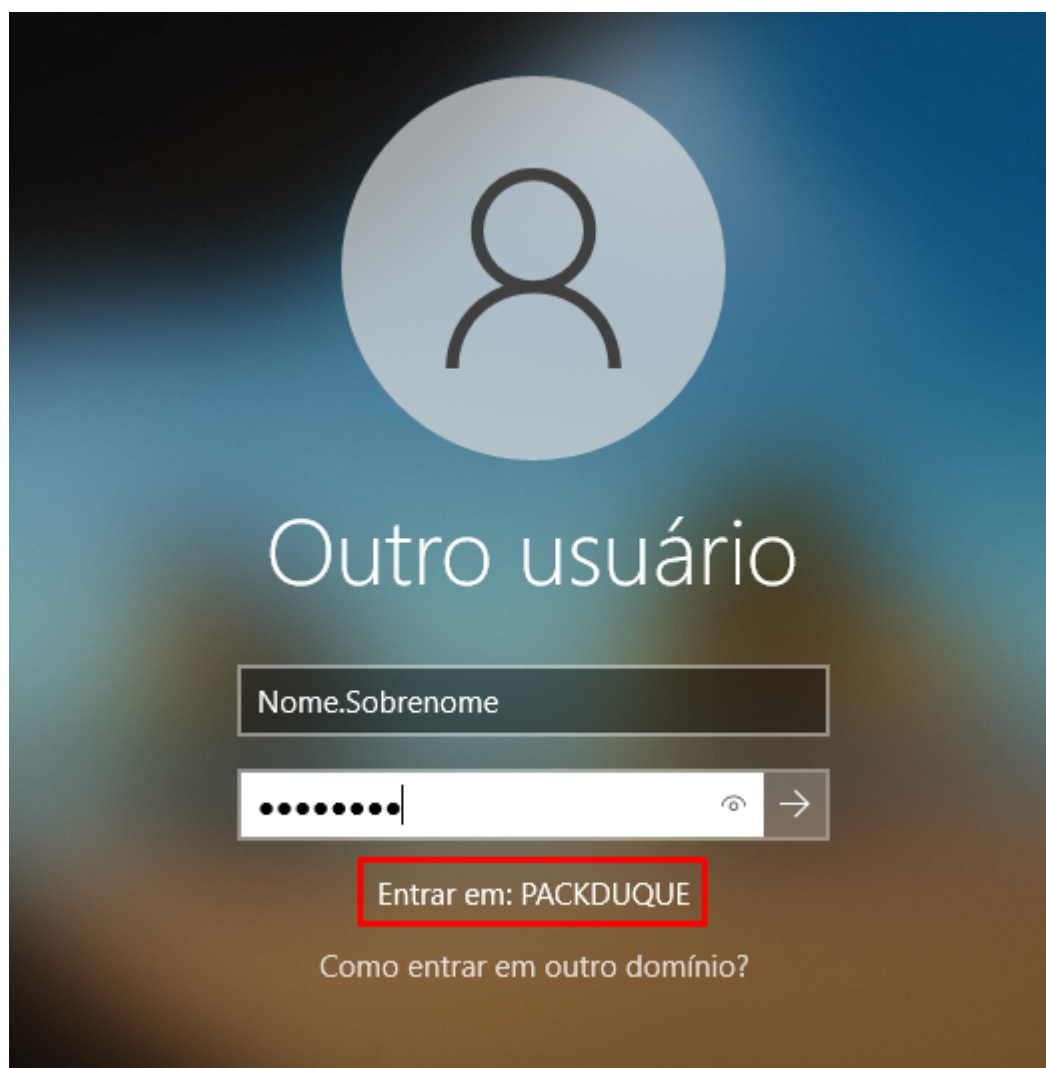 Outro usuário
Nome.Sobrenome
••••••••
Entrar em: PACKDUQUE
Como entrar em outro domínio?